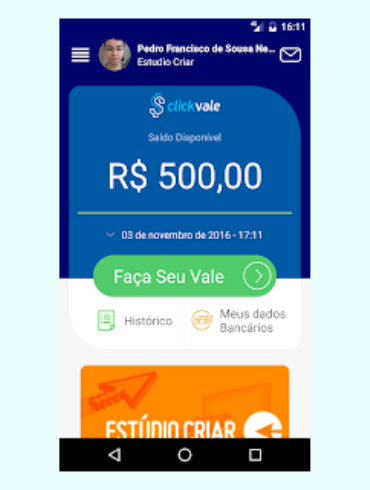 16:11
Pedro Francisco de Sousa Ne...
Estudio Criar
clickvale
Saldo Disponível
R$ 500,00
03 de novembro de 2016 - 17:11
Faça Seu Vale
Histórico
Meus dados
Bancários
ESTÚDIO CRIAR